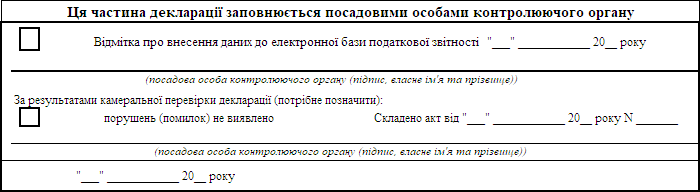 Ця частина декларації заповнюється посадовими особами контролюючого органу
Відмітка про внесення даних до електронної бази податкової звітності "___" ____________ 20__ року
(посадова особа контролюючого органу (підпис, власне ім'я та прізвище))
За результатами камеральної перевірки декларації (потрібне позначити):
порушень (помилок) не виявлено Складено акт від "___" ____________ 20__ року N _______
(посадова особа контролюючого органу (підпис, власне ім'я та прізвище))
"___" ____________ 20__ року